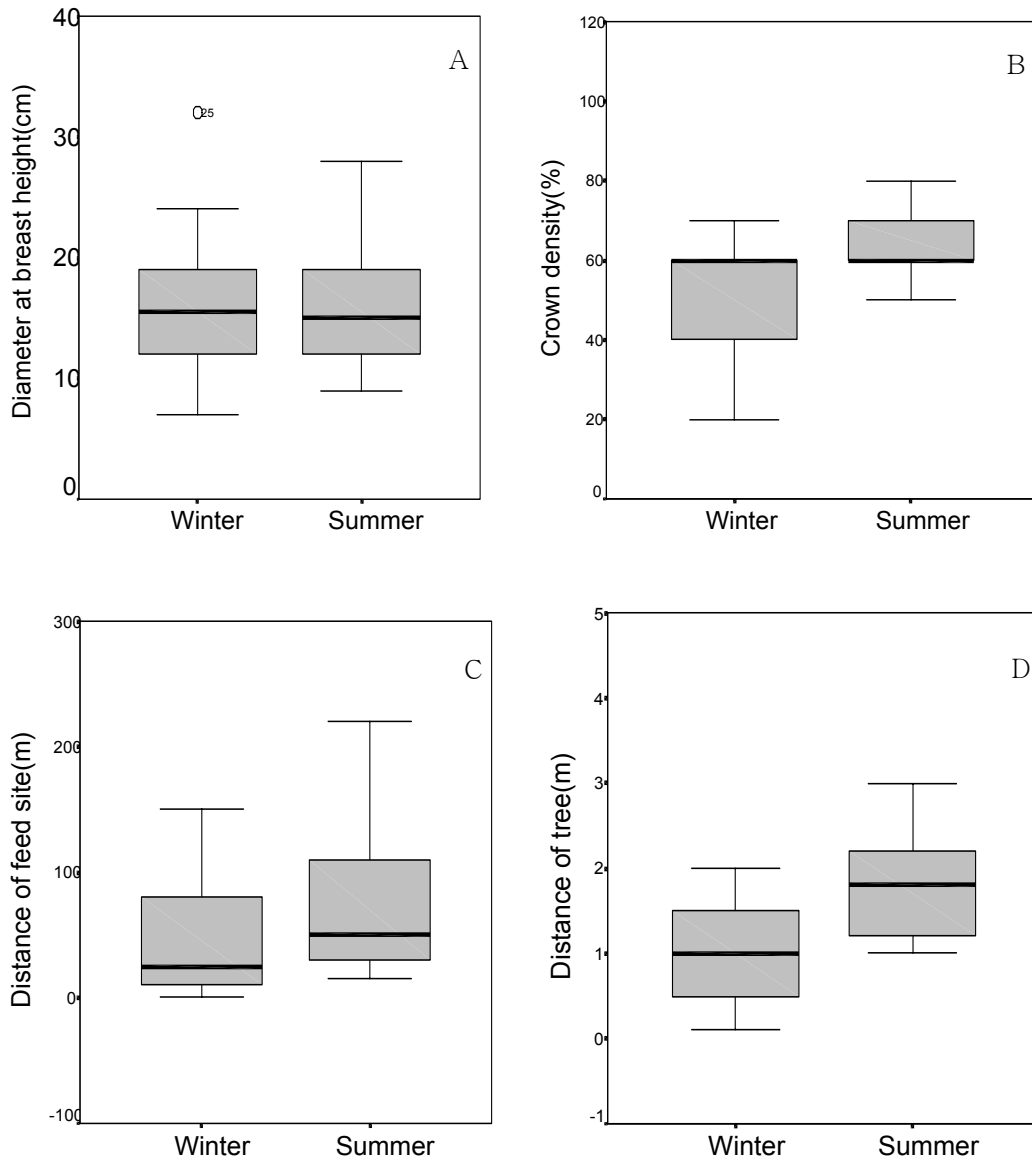 Diameter at breast height(cm)
40
30
20
10
0
A
25
Winter Summer
Crown density(%)
120
100
80
60
40
20
0
B
Winter Summer
Distance of feed site(m)
300
200
100
0
-100
C
Winter Summer
Distance of tree(m)
5
4
3
2
1
0
-1
D
Winter Summer